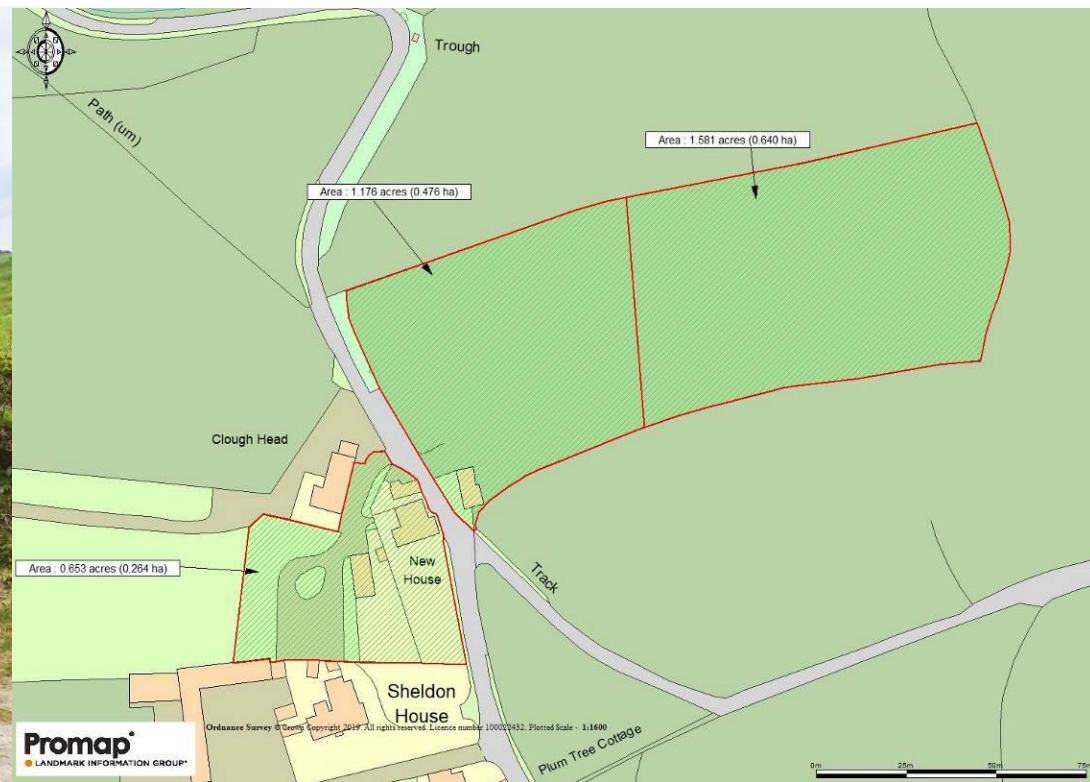 Trough
Path (um)
Area : 1.581 acres (0.640 ha)
Area : 1.176 acres (0.476 ha)
Clough Head
Area : 0.653 acres (0.264 ha)
New
House
Track
Sheldon
House
Ordnance Survey © Crown Copyright 2019. All rights reserved. Licence number 100022432. Plotted Scale - 1:1600
Plum Tree Cottage
Promap
LANDMARK INFORMATION GROUP
0m 25m 50m 75m